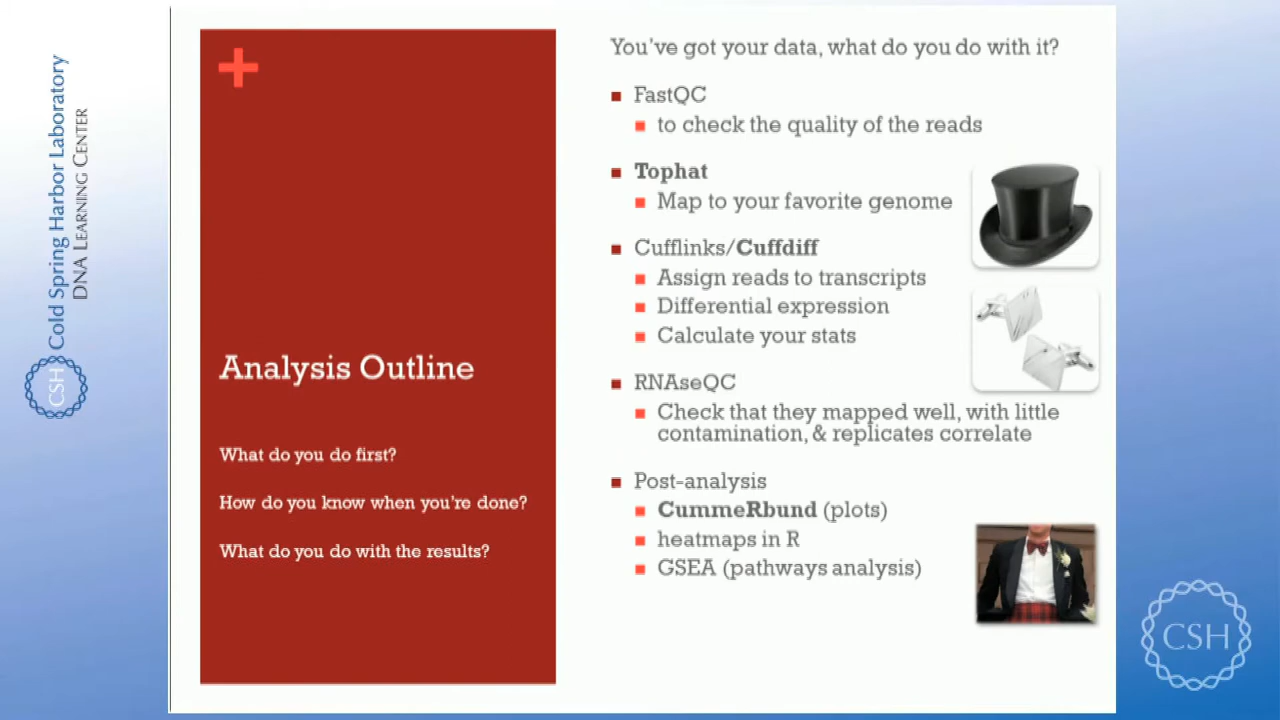 Cold Spring Harbor Laboratory
DNA LEARNING CENTER
CSH
+
Analysis Outline
What do you do first?
How do you know when you're done?
What do you do with the results?
You've got your data, what do you do with it?
FastQC
to check the quality of the reads
Tophat
Map to your favorite genome
Cufflinks/Cuffdiff
Assign reads to transcripts
Differential expression
Calculate your stats
RNAseQC
Check that they mapped well, with little
contamination, & replicates correlate
Post-analysis
CummeRbund (plots)
heatmaps in R
GSEA (pathways analysis)
CSH